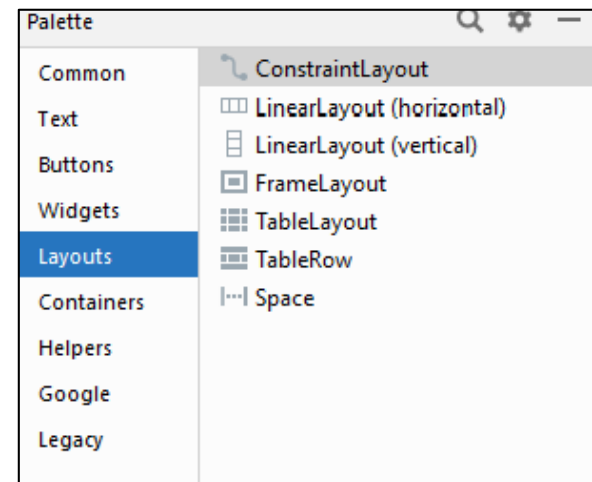 Palette
Common
Text
Buttons
Widgets
Layouts
Containers
Helpers
Google
Legacy
ConstraintLayout
LinearLayout (horizontal)
LinearLayout (vertical)
FrameLayout
TableLayout
TableRow
Space